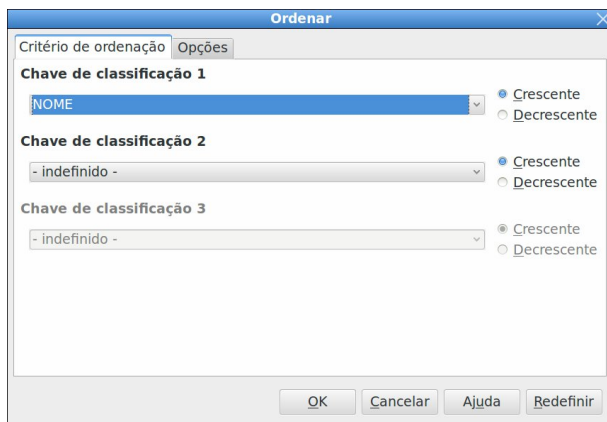 Ordenar
Critério de ordenação Opções
Chave de classificação 1
NOME
Crescente
Decrescente
Chave de classificação 2
- indefinido -
Crescente
Decrescente
Chave de classificação 3
- indefinido -
Crescente
Decrescente
OK Cancelar Ajuda Redefinir